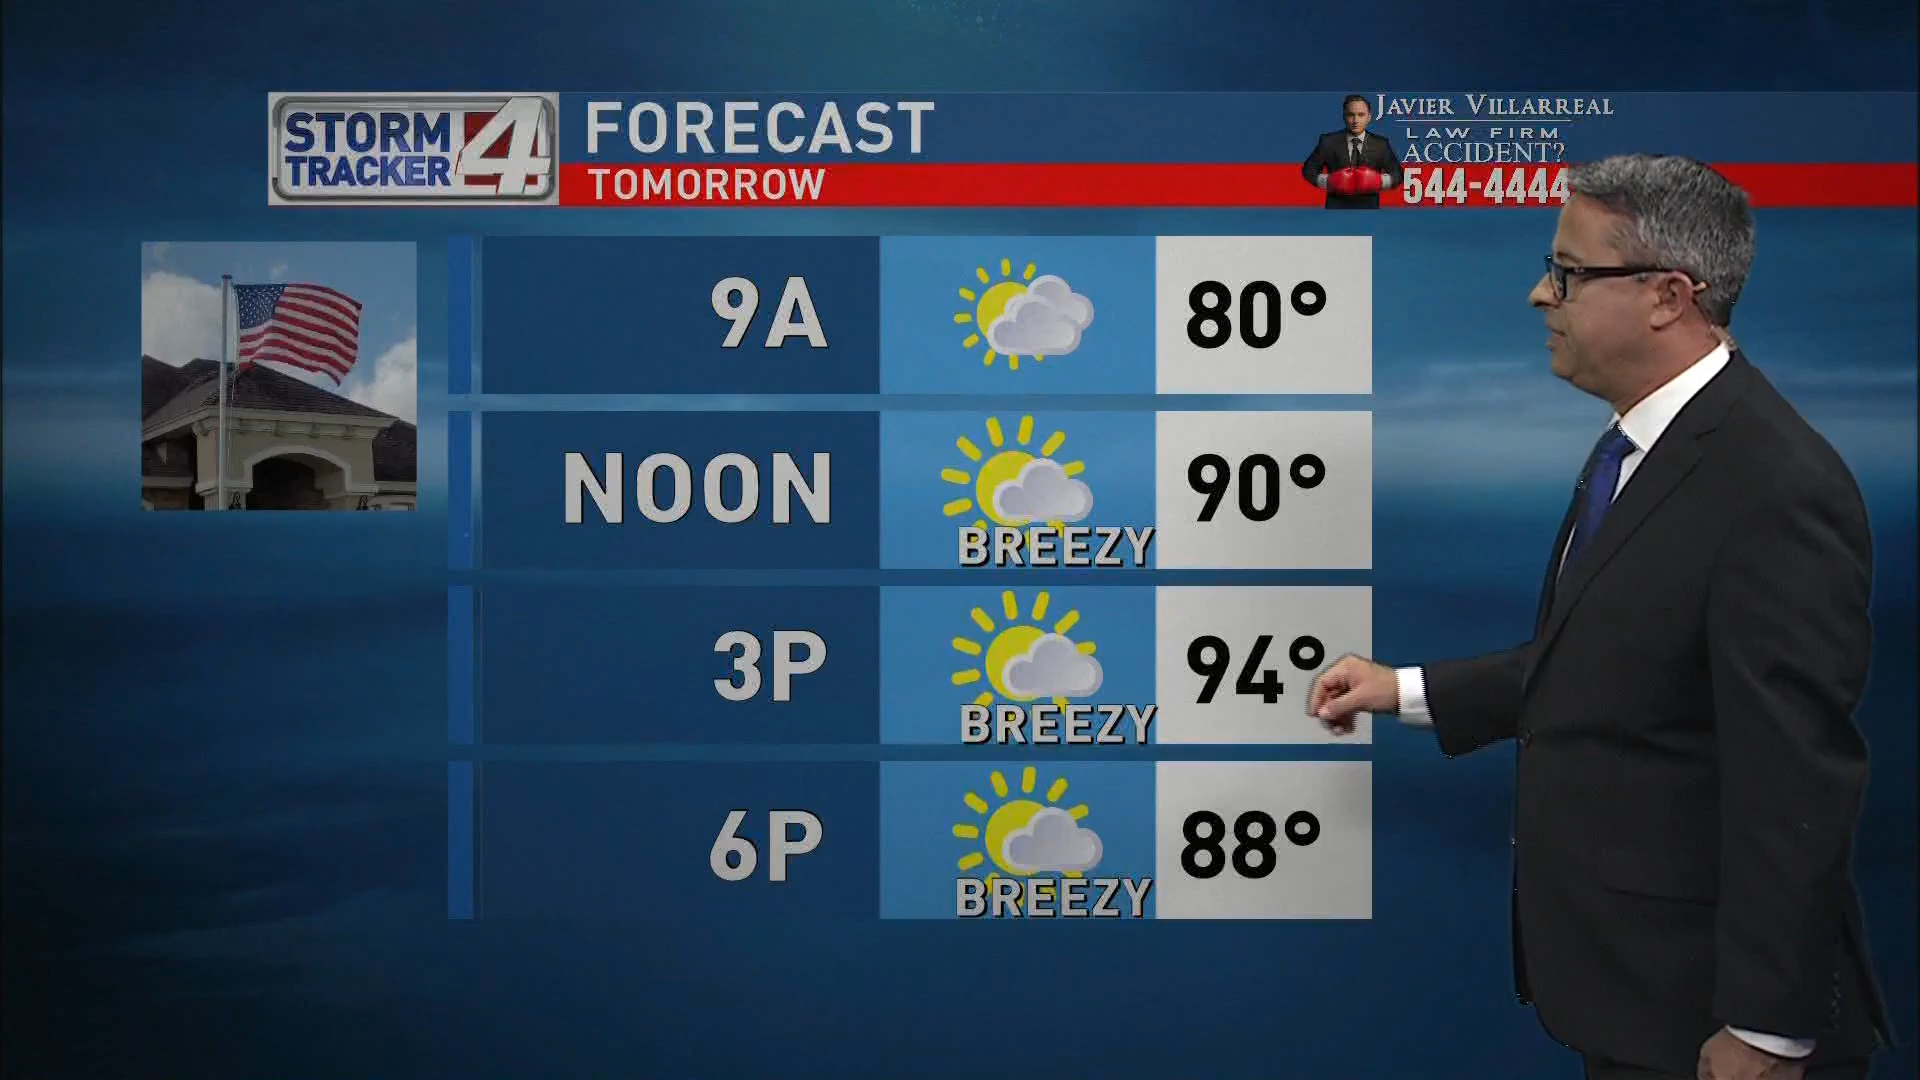 STORM
TRACKER 4
FORECAST
TOMORROW
JAVIER VILLARREAL
LAW FIRM
ACCIDENT?
544-4444
9A 80°
NOON BREEZY 90°
3P BREEZY 94°
6P BREEZY 88°